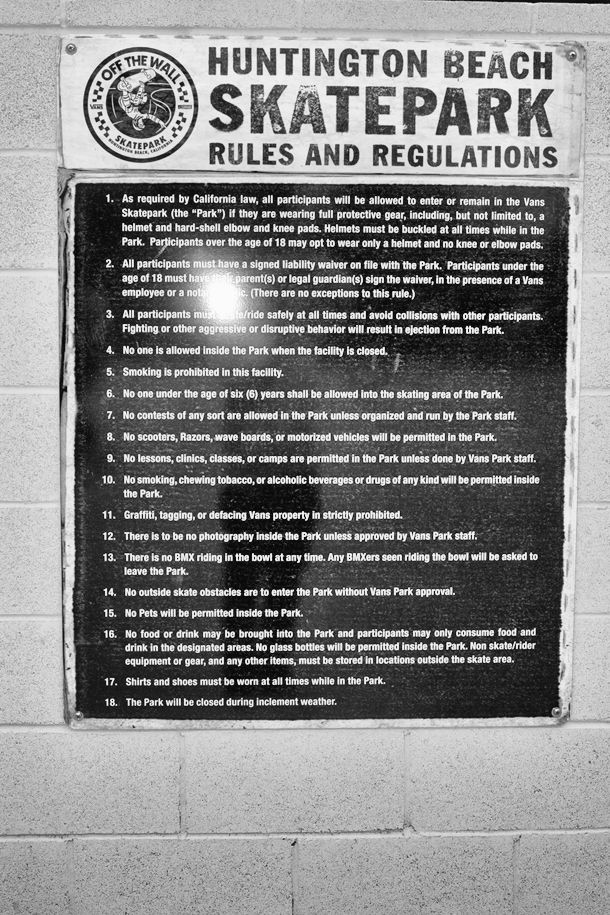 OFF THE WALL
VANS
SKATEPARK
HUNTINGTON BEACH, CALIFORNIA
HUNTINGTON BEACH
SKATEPARK
RULES AND REGULATIONS
1. As required by California law, all participants will be allowed to enter or remain in the Vans
Skatepark (the “Park”) if they are wearing full protective gear, including, but not limited to, a
helmet and hard-shell elbow and knee pads. Helmets must be buckled at all times while in the
Park. Participants over the age of 18 may opt to wear only a helmet and no knee or elbow pads.
2. All participants must have a signed liability waiver on file with the Park. Participants under the
age of 18 must have their parent(s) or legal guardian(s) sign the waiver, in the presence of a Vans
employee or a (There are no exceptions to this rule.)
3. All participants must safely at all times and avoid collisions with other participants.
Fighting or other aggressive or disruptive behavior will result in ejection from the Park.
4. No one is allowed inside the Park when the facility is closed.
5. Smoking is prohibited in this facility.
6. No one under the age of six (6) years shall be allowed into the skating area of the Park.
7. No contests of any sort are allowed in the Park unless organized and run by the Park staff.
8. No scooters, Razors, wave boards, or motorized vehicles will be permitted in the Park.
9. No lessons, clinics, classes, or camps are permitted in the Park unless done by Vans Park staff.
10. No smoking, chewing tobacco, or alcoholic beverages or drugs of any kind will be permitted inside
the Park.
11. Graffiti, tagging, or defacing Vans property in strictly prohibited.
12. There is to be no photography inside the Park unless approved by Vans Park staff.
13. There is no BMX riding in the bowl at any time. Any BMXers seen riding the bowl will be asked to
leave the Park.
14. No outside skate obstacles are to enter the Park without Vans Park approval.
15. No Pets will be permitted inside the Park.
16. No food or drink may be brought into the Park and participants may only consume food and
drink in the designated areas. No glass bottles will be permitted inside the Park. Non skate/rider
equipment or gear, and any other items, must be stored in locations outside the skate area.
17. Shirts and shoes must be worn at all times while in the Park.
18. The Park will be closed during inclement weather.